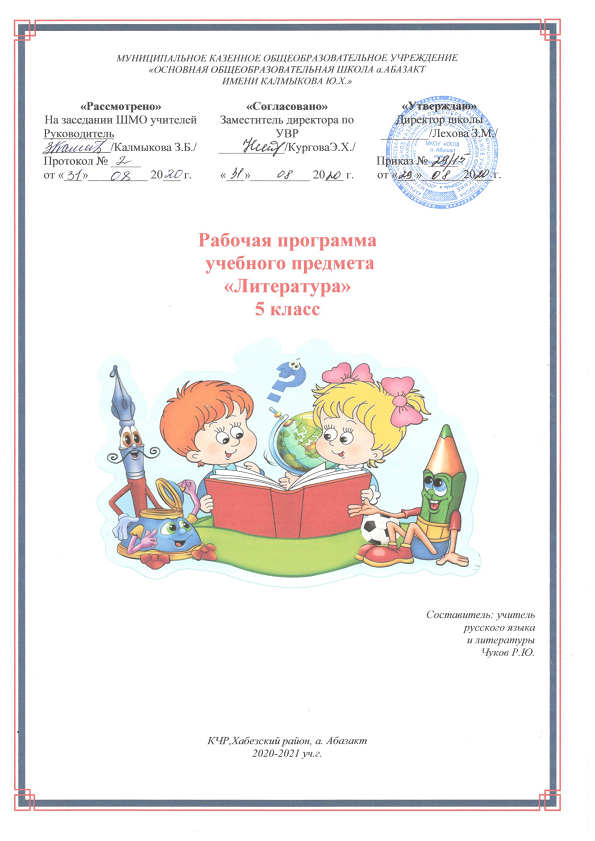 МУНИЦИПАЛЬНОЕ КАЗЕННОЕ ОБЩЕОБРАЗОВАТЕЛЬНОЕ УЧРЕЖДЕНИЕ
«ОСНОВНАЯ ОБЩЕОБРАЗОВАТЕЛЬНАЯ ШКОЛА а.АБАЗАКТ
ИМЕНИ КАЛМЫКОВА Ю.Х.»
«Рассмотрено»
На заседании ШМО учителей
Руководитель
/Калмыкова З.Б./
Протокол № 2
от «31» 08 2020 г.
«Согласовано»
Заместитель директора по
УВР
/КурговаЭ.Х./
«31» 08 2020 г.
«Утверждаю»
Директор школы
/Лехова З.М./
Приказ №
от «29» 08 2020 г.
МКОУ «ООШ
а. Абазакт
Рабочая программа
учебного предмета
«Литература»
5 класс
Составитель: учитель
русского языка
и литературы
Чуков Р.Ю.
КЧР,Хабезский район, а. Абазакт
2020-2021 уч.г.